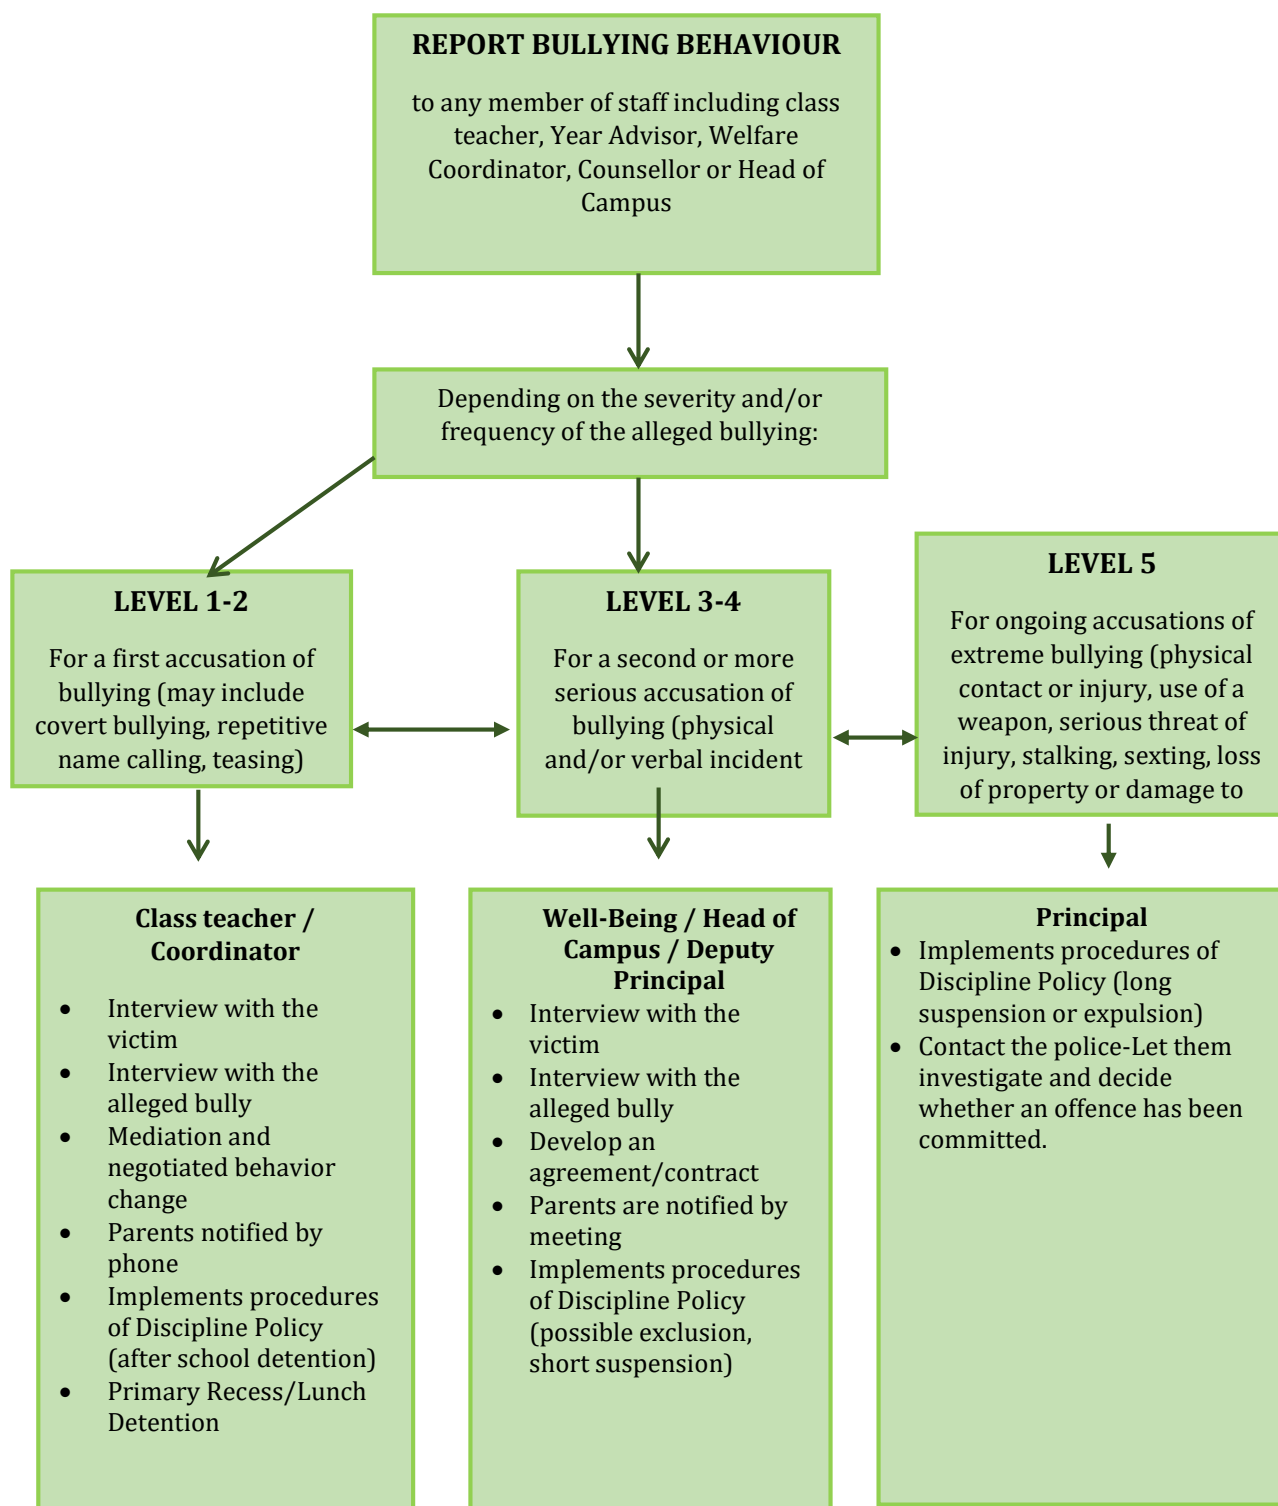 REPORT BULLYING BEHAVIOUR
to any member of staff including class
teacher, Year Advisor, Welfare
Coordinator, Counsellor or Head of
Campus
Depending on the severity and/or
frequency of the alleged bullying:
LEVEL 1-2
For a first accusation of
bullying (may include
covert bullying, repetitive
name calling, teasing)
LEVEL 3-4
For a second or more
serious accusation of
bullying (physical
and/or verbal incident
LEVEL 5
For ongoing accusations of
extreme bullying (physical
contact or injury, use of a
weapon, serious threat of
injury, stalking, sexting, loss
of property or damage to
Class teacher /
Coordinator
• Interview with the
victim
• Interview with the
alleged bully
• Mediation and
negotiated behavior
change
• Parents notified by
phone
• Implements procedures
of Discipline Policy
(after school detention)
• Primary Recess/Lunch
Detention
Well-Being / Head of
Campus / Deputy
Principal
• Interview with the
victim
• Interview with the
alleged bully
• Develop an
agreement/contract
• Parents are notified by
meeting
• Implements procedures
of Discipline Policy
(possible exclusion,
short suspension)
Principal
• Implements procedures of
Discipline Policy (long
suspension or expulsion)
• Contact the police-Let them
investigate and decide
whether an offence has been
committed.